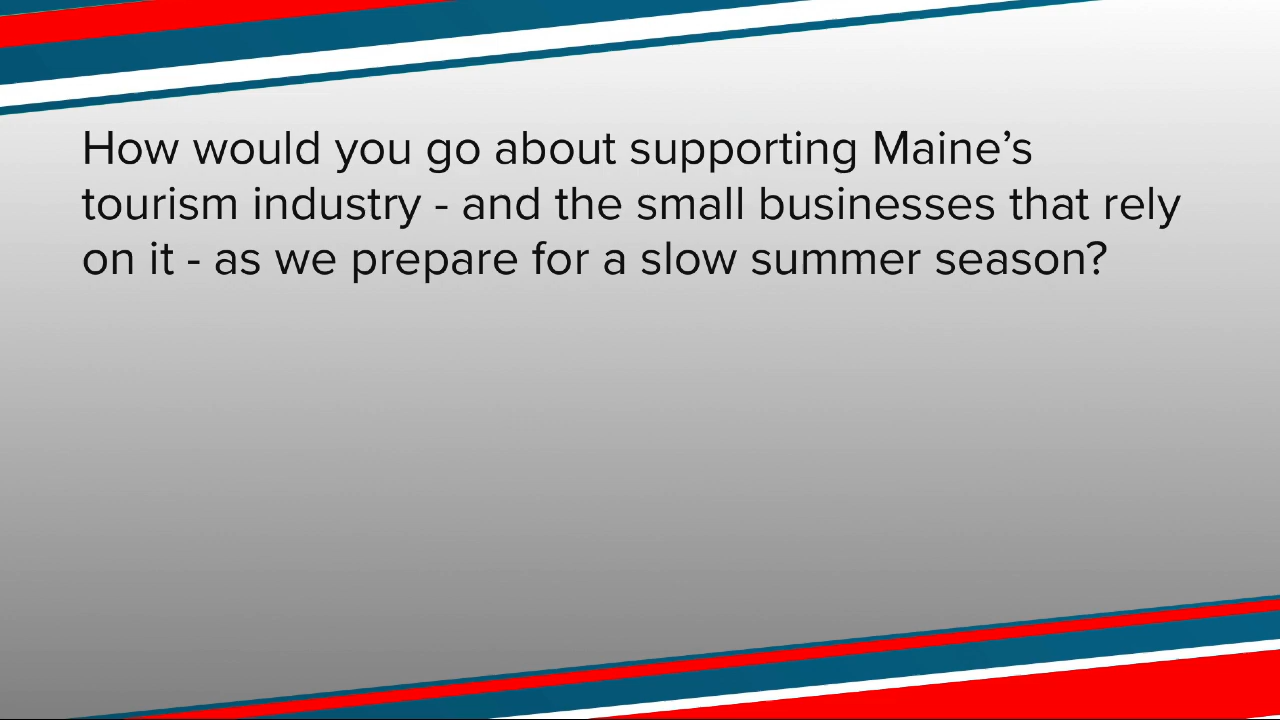 How would you go about supporting Maine’s
tourism industry - and the small businesses that rely
on it - as we prepare for a slow summer season?